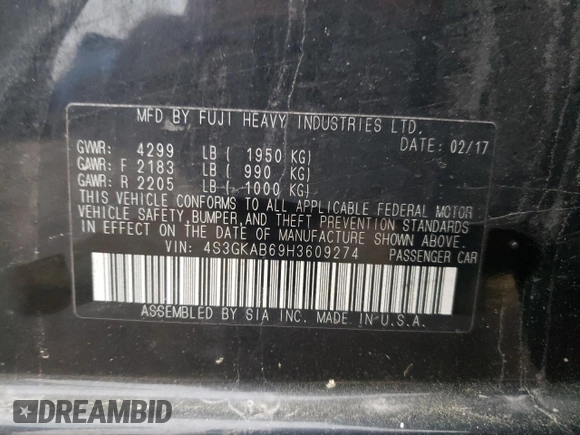 MFD BY FUJI HEAVY INDUSTRIES LTD.
DATE: 02/17
GVWR: 4299 LB ( 1950 KG)
GAWR: F 2183 LB ( 990 KG)
GAWR: R 2205 LB ( 1000 KG)
THIS VEHICLE CONFORMS TO ALL APPLICABLE FEDERAL MOTOR
VEHICLE SAFETY, BUMPER, AND THEFT PREVENTION STANDARDS
IN EFFECT ON THE DATE OF MANUFACTURE SHOWN ABOVE.
VIN: 4S3GKAB69H3609274 PASSENGER CAR
ASSEMBLED BY SIA INC. MADE IN U.S.A.
DREAMBID